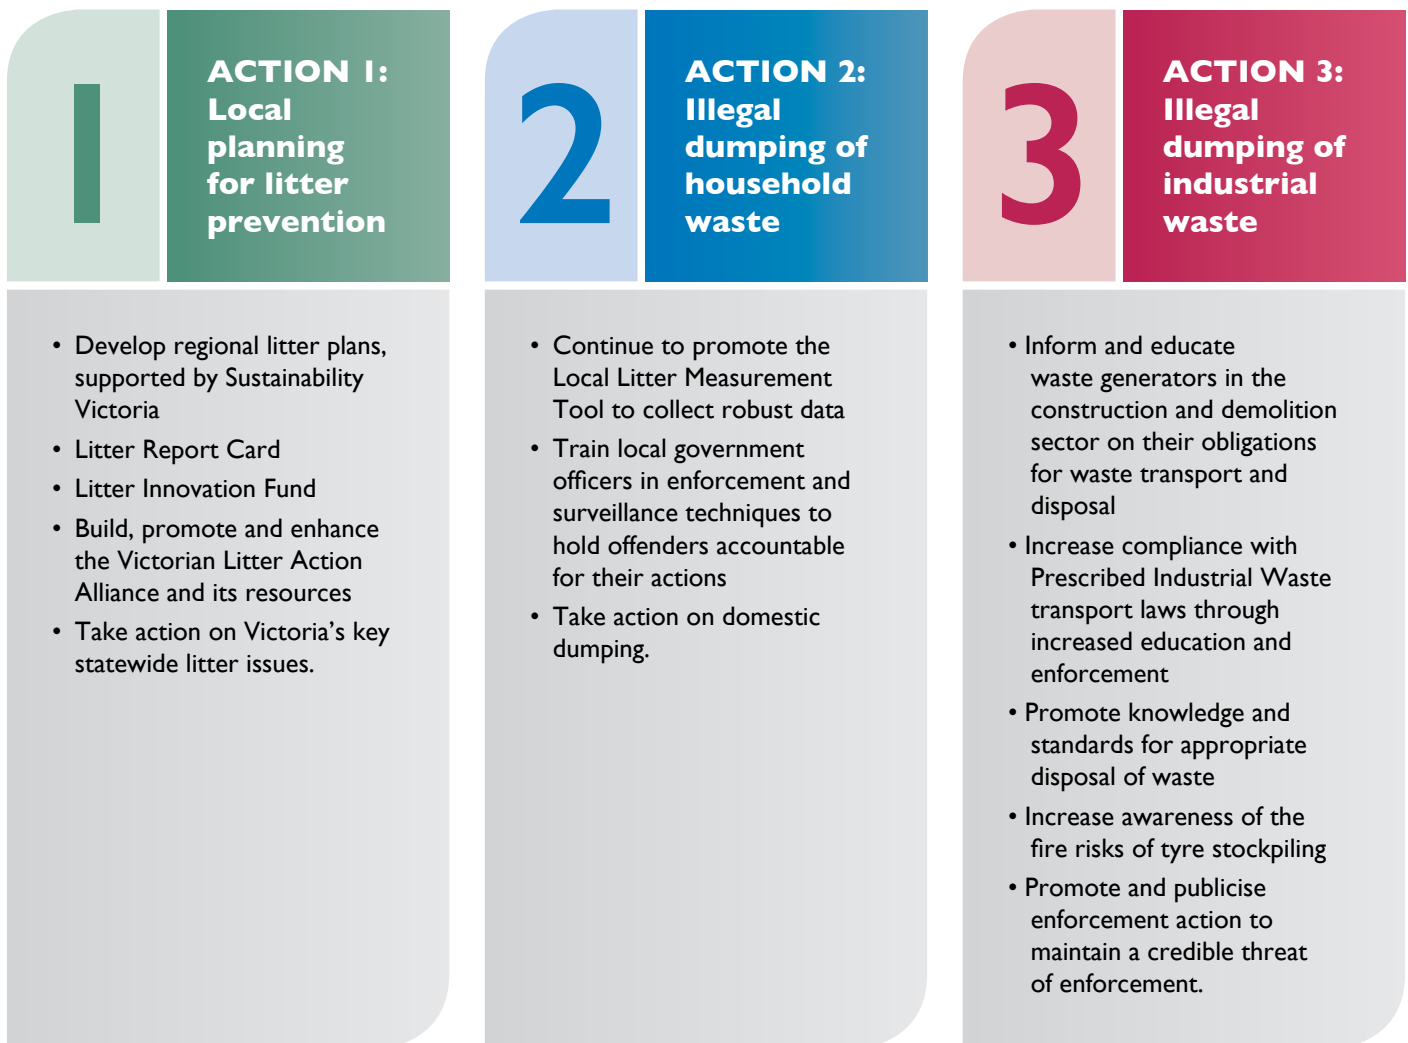 1
ACTION 1:
Local
planning
for litter
prevention
• Develop regional litter plans,
supported by Sustainability
Victoria
• Litter Report Card
• Litter Innovation Fund
• Build, promote and enhance
the Victorian Litter Action
Alliance and its resources
• Take action on Victoria’s key
statewide litter issues.
2
ACTION 2:
Illegal
dumping of
household
waste
• Continue to promote the
Local Litter Measurement
Tool to collect robust data
• Train local government
officers in enforcement and
surveillance techniques to
hold offenders accountable
for their actions
• Take action on domestic
dumping.
3
ACTION 3:
Illegal
dumping of
industrial
waste
• Inform and educate
waste generators in the
construction and demolition
sector on their obligations
for waste transport and
disposal
• Increase compliance with
Prescribed Industrial Waste
transport laws through
increased education and
enforcement
• Promote knowledge and
standards for appropriate
disposal of waste
• Increase awareness of the
fire risks of tyre stockpiling
• Promote and publicise
enforcement action to
maintain a credible threat
of enforcement.